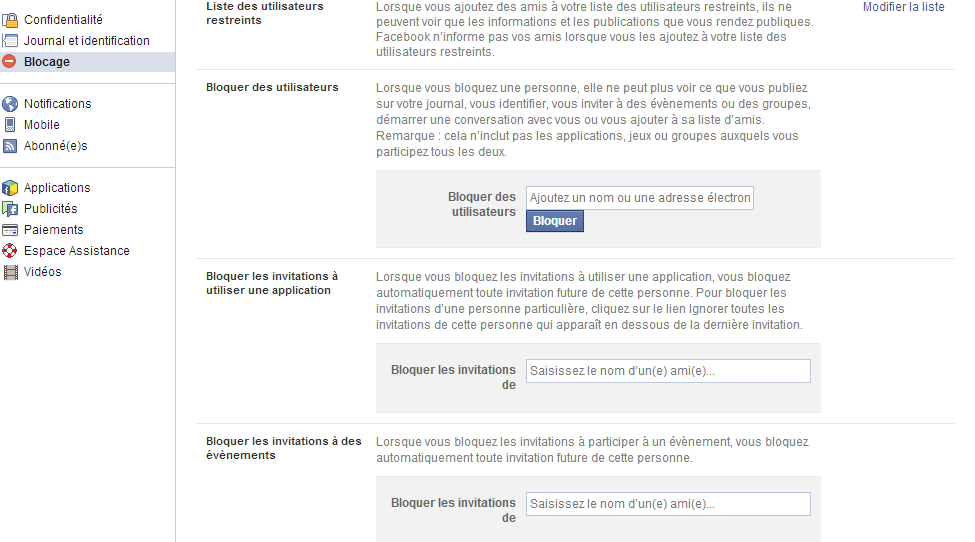 Confidentialité
Journal et identification
Blocage
Notifications
Mobile
Abonné(e)s
Applications
Publicités
Paiements
Espace Assistance
Vidéos
Liste des utilisateurs
restreints
Lorsque vous ajoutez des amis à votre liste des utilisateurs restreints, ils ne
peuvent voir que les informations et les publications que vous rendez publiques.
Facebook n'informe pas vos amis lorsque vous les ajoutez à votre liste des
utilisateurs restreints.
Modifier la liste
Bloquer des utilisateurs
Lorsque vous bloquez une personne, elle ne peut plus voir ce que vous publiez
sur votre journal, vous identifier, vous inviter à des évènements ou des groupes,
démarrer une conversation avec vous ou vous ajouter à sa liste d'amis.
Remarque : cela n'inclut pas les applications, jeux ou groupes auxquels vous
participez tous les deux.
Bloquer des
utilisateurs
Ajoutez un nom ou une adresse électron
Bloquer
Bloquer les invitations à
utiliser une application
Lorsque vous bloquez les invitations à utiliser une application, vous bloquez
automatiquement toute invitation future de cette personne. Pour bloquer les
invitations d'une personne particulière, cliquez sur le lien Ignorer toutes les
invitations de cette personne qui apparaît en dessous de la dernière invitation.
Bloquer les invitations
de
Saisissez le nom d'un(e) ami(e)...
Bloquer les invitations à des
évènements
Lorsque vous bloquez les invitations à participer à un évènement, vous bloquez
automatiquement toute invitation future de cette personne.
Bloquer les invitations
de
Saisissez le nom d'un(e) ami(e)...